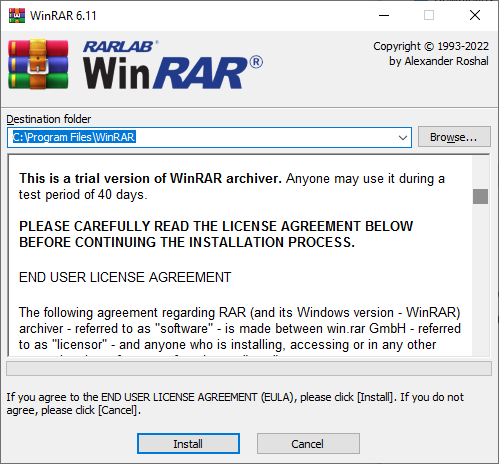 WinRAR 6.11
RARLAB®
WinRAR®
Copyright © 1993-2022
by Alexander Roshal
Destination folder
C:\Program Files\WinRAR
Browse...
This is a trial version of WinRAR archiver. Anyone may use it during a
test period of 40 days.
PLEASE CAREFULLY READ THE LICENSE AGREEMENT BELOW
BEFORE CONTINUING THE INSTALLATION PROCESS.
END USER LICENSE AGREEMENT
The following agreement regarding RAR (and its Windows version - WinRAR)
archiver - referred to as "software" - is made between win.rar GmbH - referred
to as "licensor" - and anyone who is installing, accessing or in any other
If you agree to the END USER LICENSE AGREEMENT (EULA), please click [Install]. If you do not
agree, please click [Cancel].
Install
Cancel